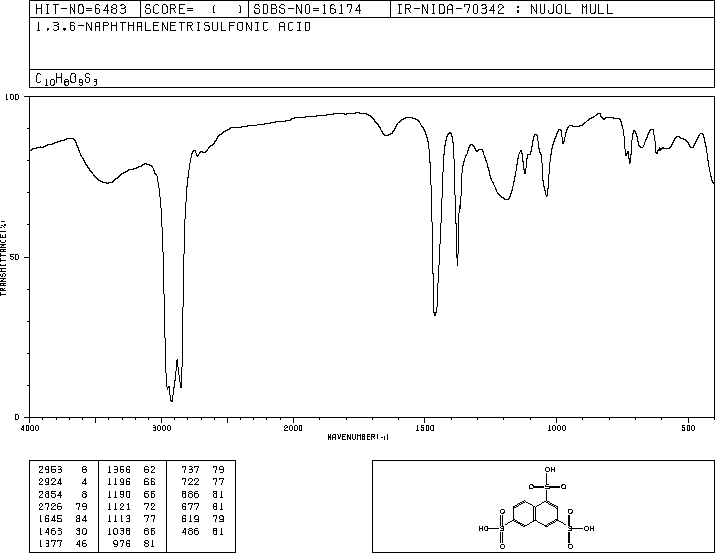 HIT-NO=6483 SCORE= ( ) SDBS-NO=16174 IR-NIDA-70342 : NUJOL MULL
1,3,6-NAPHTHALENETRISULFONIC ACID
C10H8O9S3
100
50
0
TRANSMITTANCE(%)
4000 3000 2000 1500 1000 500
WAVENUMBER(-1)
2953 6 1366 62 737 79
2924 4 1196 66 722 77
2854 8 1190 66 686 81
2726 79 1121 72 677 81
1645 84 1113 77 619 79
1463 30 1038 66 486 81
1377 46 976 81
OH
O S O
O O
HO S S OH
O O